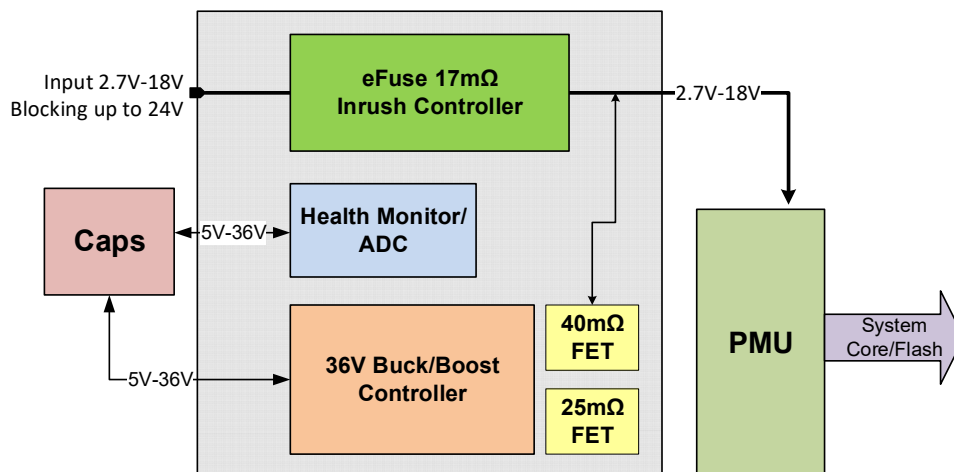 Input 2.7V-18V
Blocking up to 24V
eFuse 17mΩ
Inrush Controller
2.7V-18V
Caps
5V-36V
Health Monitor/
ADC
5V-36V
36V Buck/Boost
Controller
40mΩ
FET
25mΩ
FET
PMU
System
Core/Flash